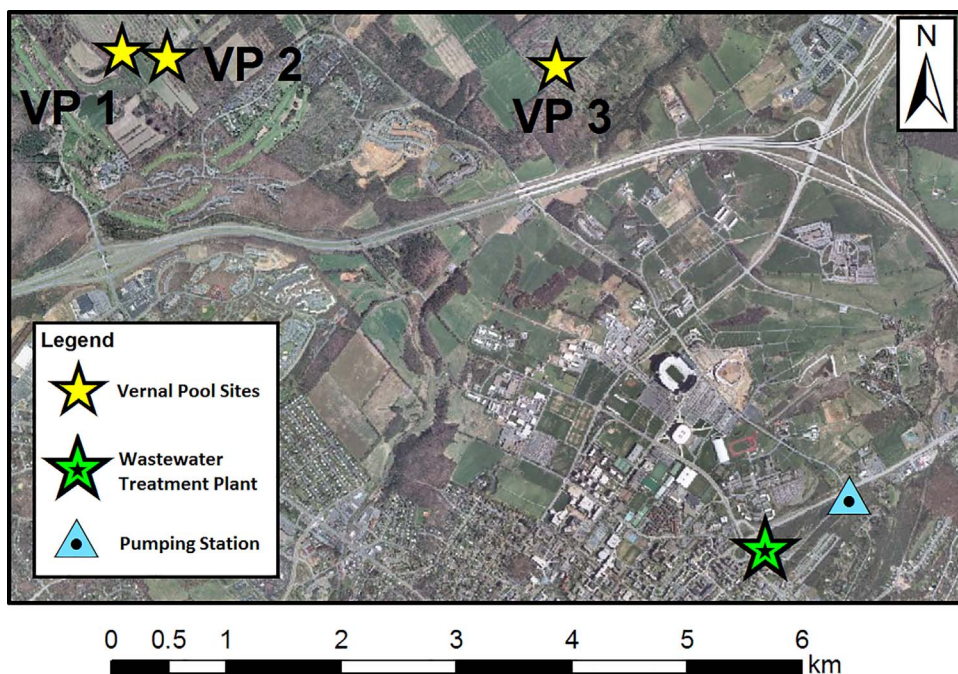 VP 1
VP 2
VP 3
N
Legend
Vernal Pool Sites
Wastewater
Treatment Plant
Pumping Station
0 0.5 1 2 3 4 5 6
km